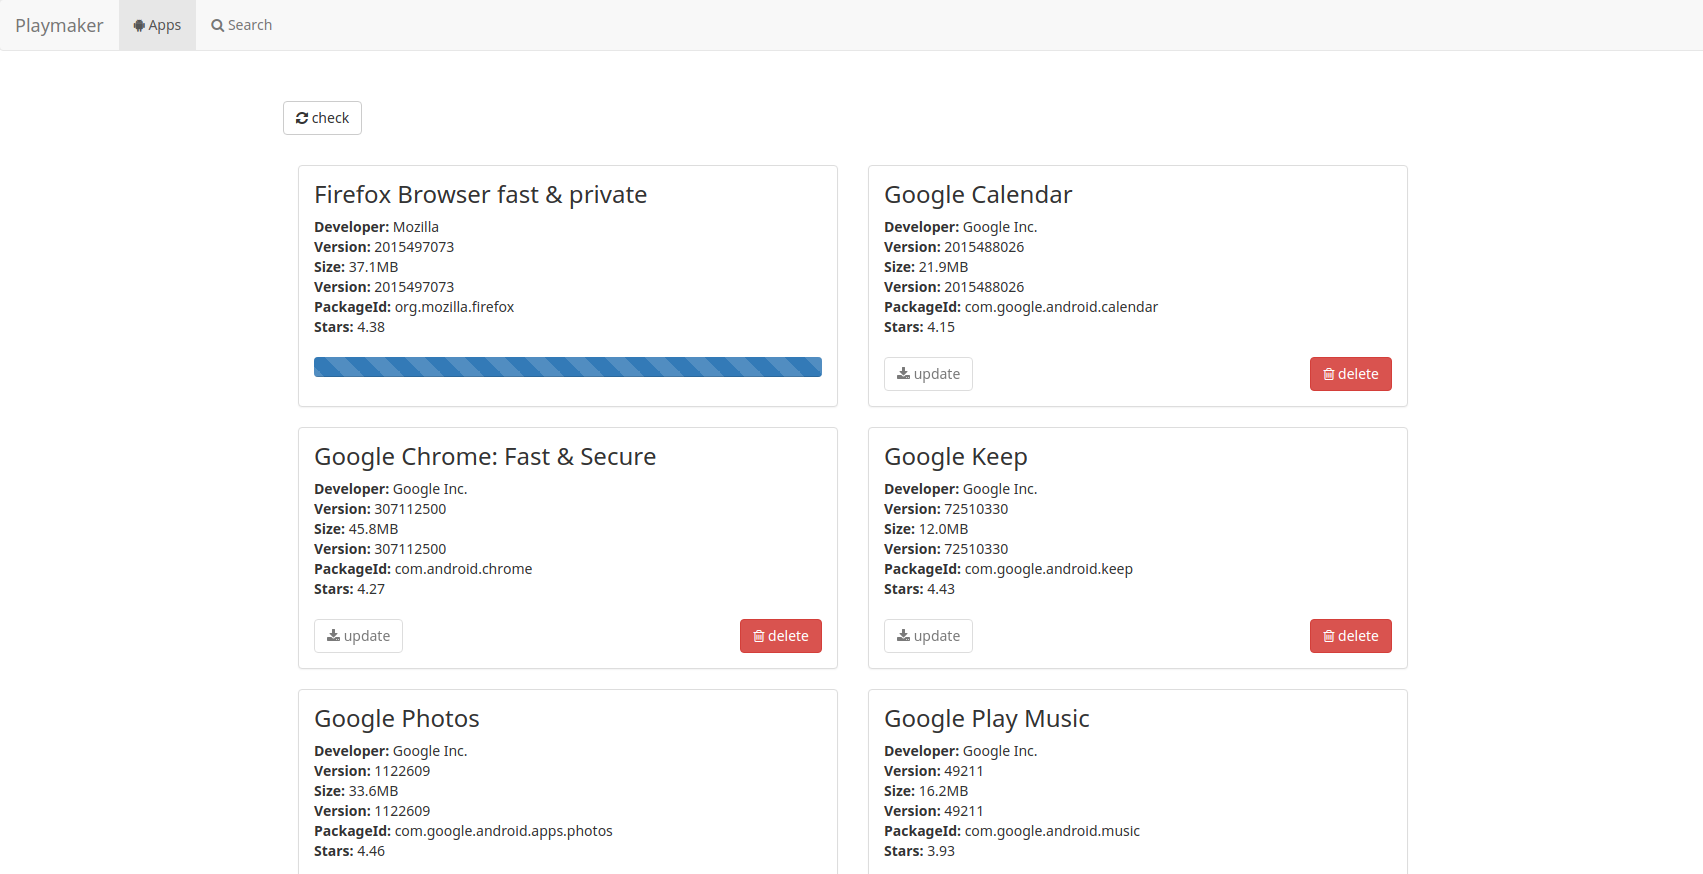 Playmaker Apps Search
check
Firefox Browser fast & private
Developer: Mozilla
Version: 2015497073
Size: 37.1MB
Version: 2015497073
PackageId: org.mozilla.firefox
Stars: 4.38
Google Calendar
Developer: Google Inc.
Version: 2015488026
Size: 21.9MB
Version: 2015488026
PackageId: com.google.android.calendar
Stars: 4.15
update delete
Google Chrome: Fast & Secure
Developer: Google Inc.
Version: 307112500
Size: 45.8MB
Version: 307112500
PackageId: com.android.chrome
Stars: 4.27
update delete
Google Keep
Developer: Google Inc.
Version: 72510330
Size: 12.0MB
Version: 72510330
PackageId: com.google.android.keep
Stars: 4.43
update delete
Google Photos
Developer: Google Inc.
Version: 1122609
Size: 33.6MB
Version: 1122609
PackageId: com.google.android.apps.photos
Stars: 4.46
Google Play Music
Developer: Google Inc.
Version: 49211
Size: 16.2MB
Version: 49211
PackageId: com.google.android.music
Stars: 3.93